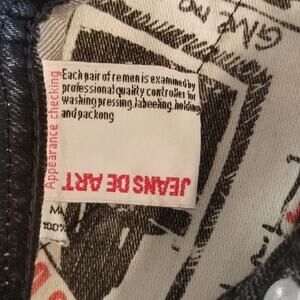 Appearance checking
Each pair of remen is examined by
professional quality controller for
washing.pressing.labeeling.holding
and packong
JEANS DE ART
100%